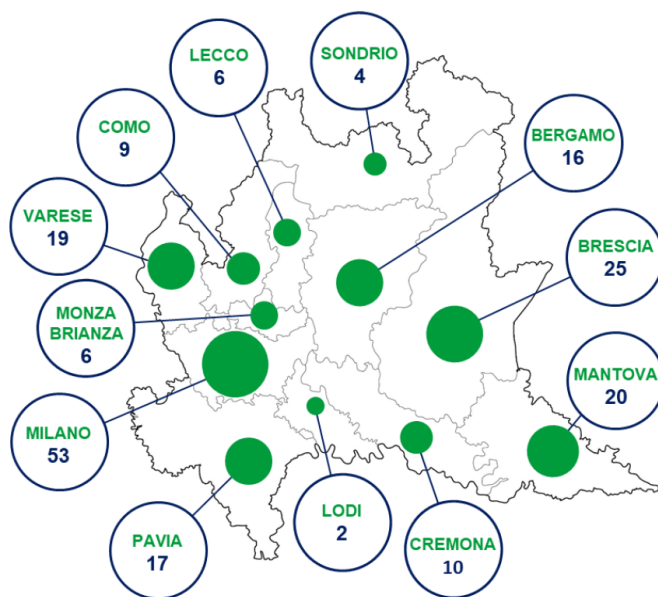 LECCO
6
SONDRIO
4
COMO
9
BERGAMO
16
VARESE
19
BRESCIA
25
MONZA
BRIANZA
6
MANTOVA
20
MILANO
53
LODI
2
PAVIA
17
CREMONA
10